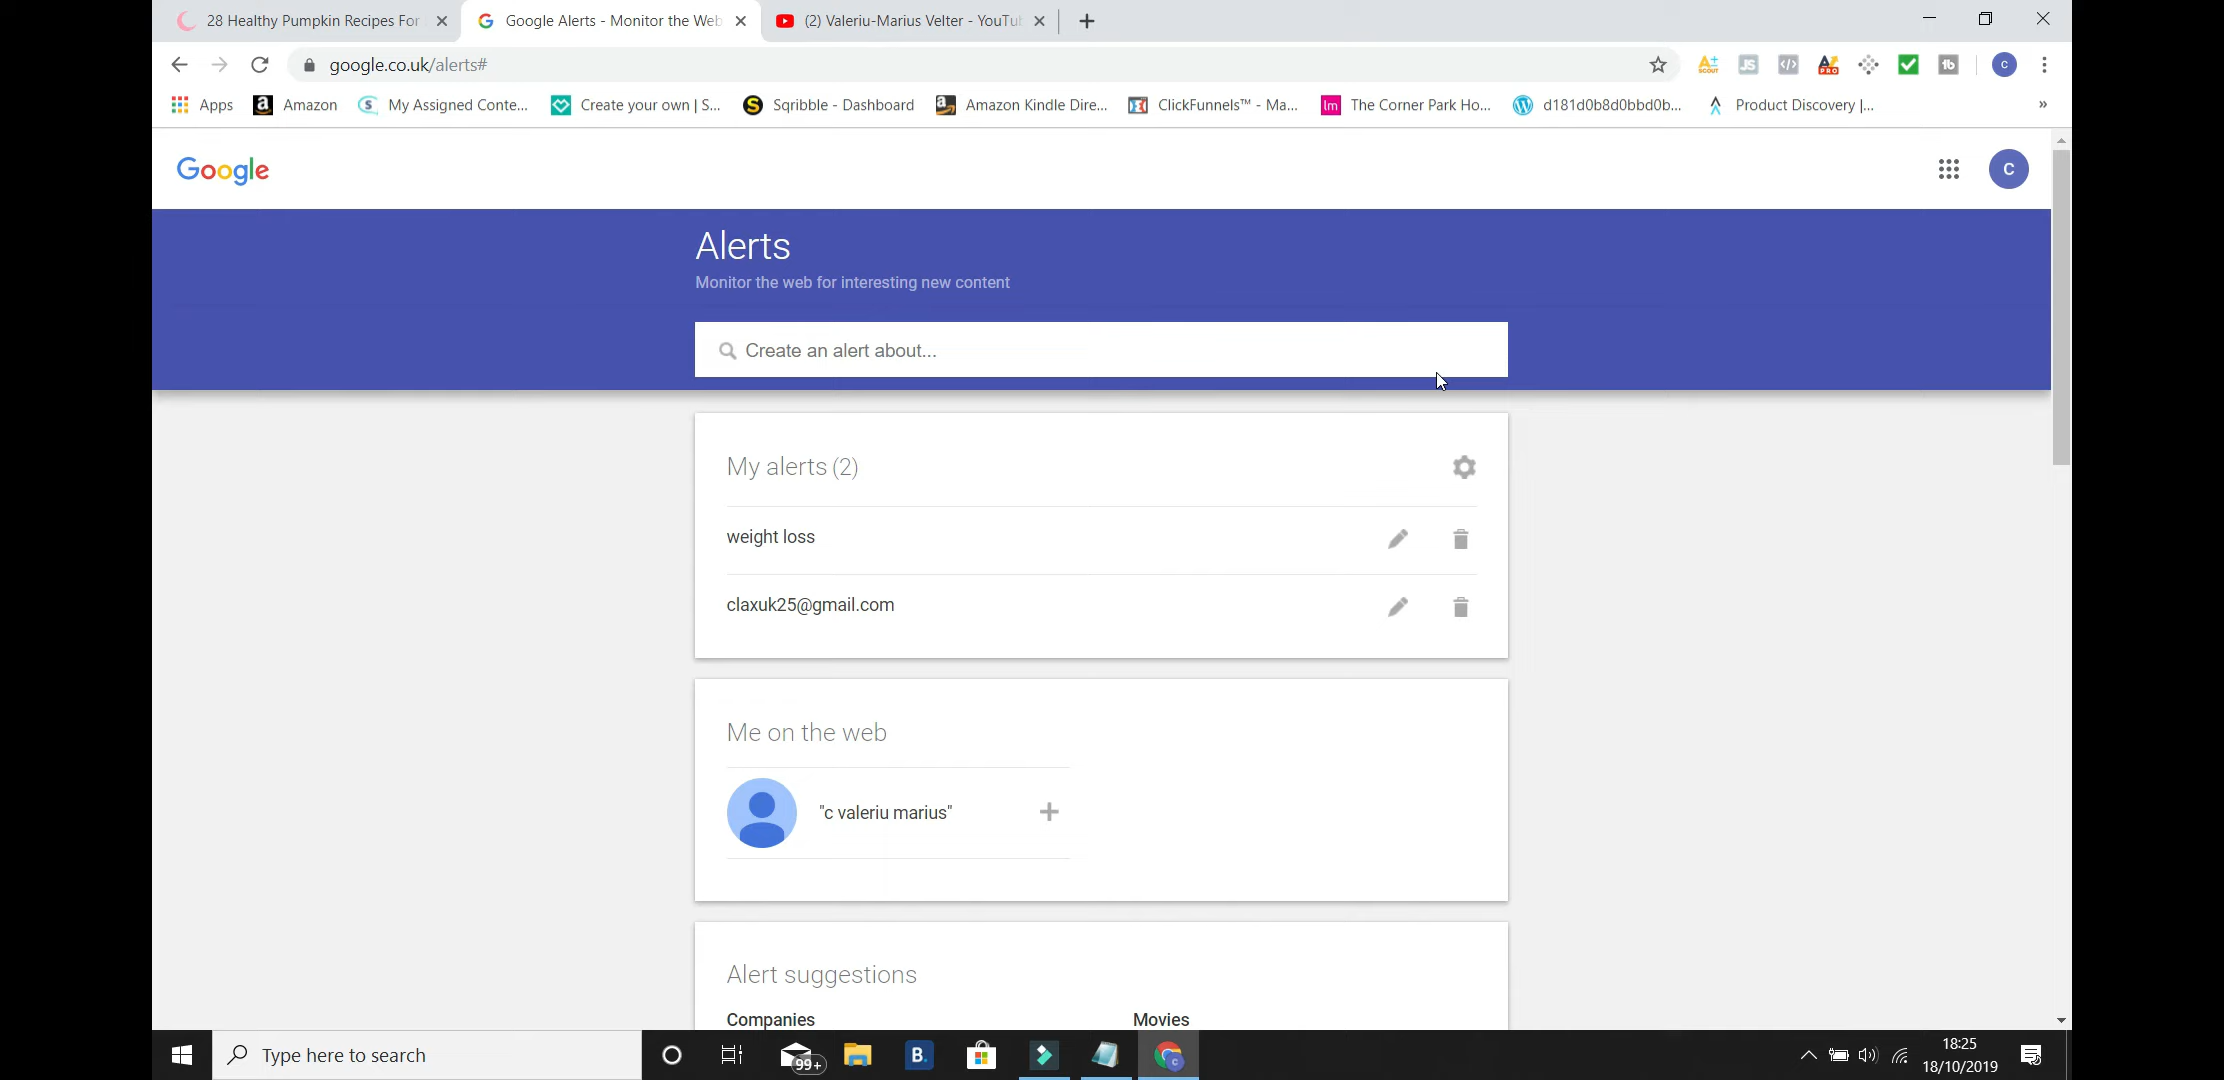 28 Healthy Pumpkin Recipes For
Google Alerts - Monitor the Web
(2) Valeriu-Marius Velter - YouTu
google.co.uk/alerts#
Apps
Amazon
My Assigned Conte...
Create your own | S...
Sqribble - Dashboard
Amazon Kindle Dire...
ClickFunnels™ - Ma...
The Corner Park Ho...
d181d0b8d0bbd0b...
Product Discovery |...
»
Google
C
Alerts
Monitor the web for interesting new content
Create an alert about...
My alerts (2)
weight loss
claxuk25@gmail.com
Me on the web
"c valeriu marius"
Alert suggestions
Companies
Movies
Type here to search
99+
B.
18:25
18/10/2019